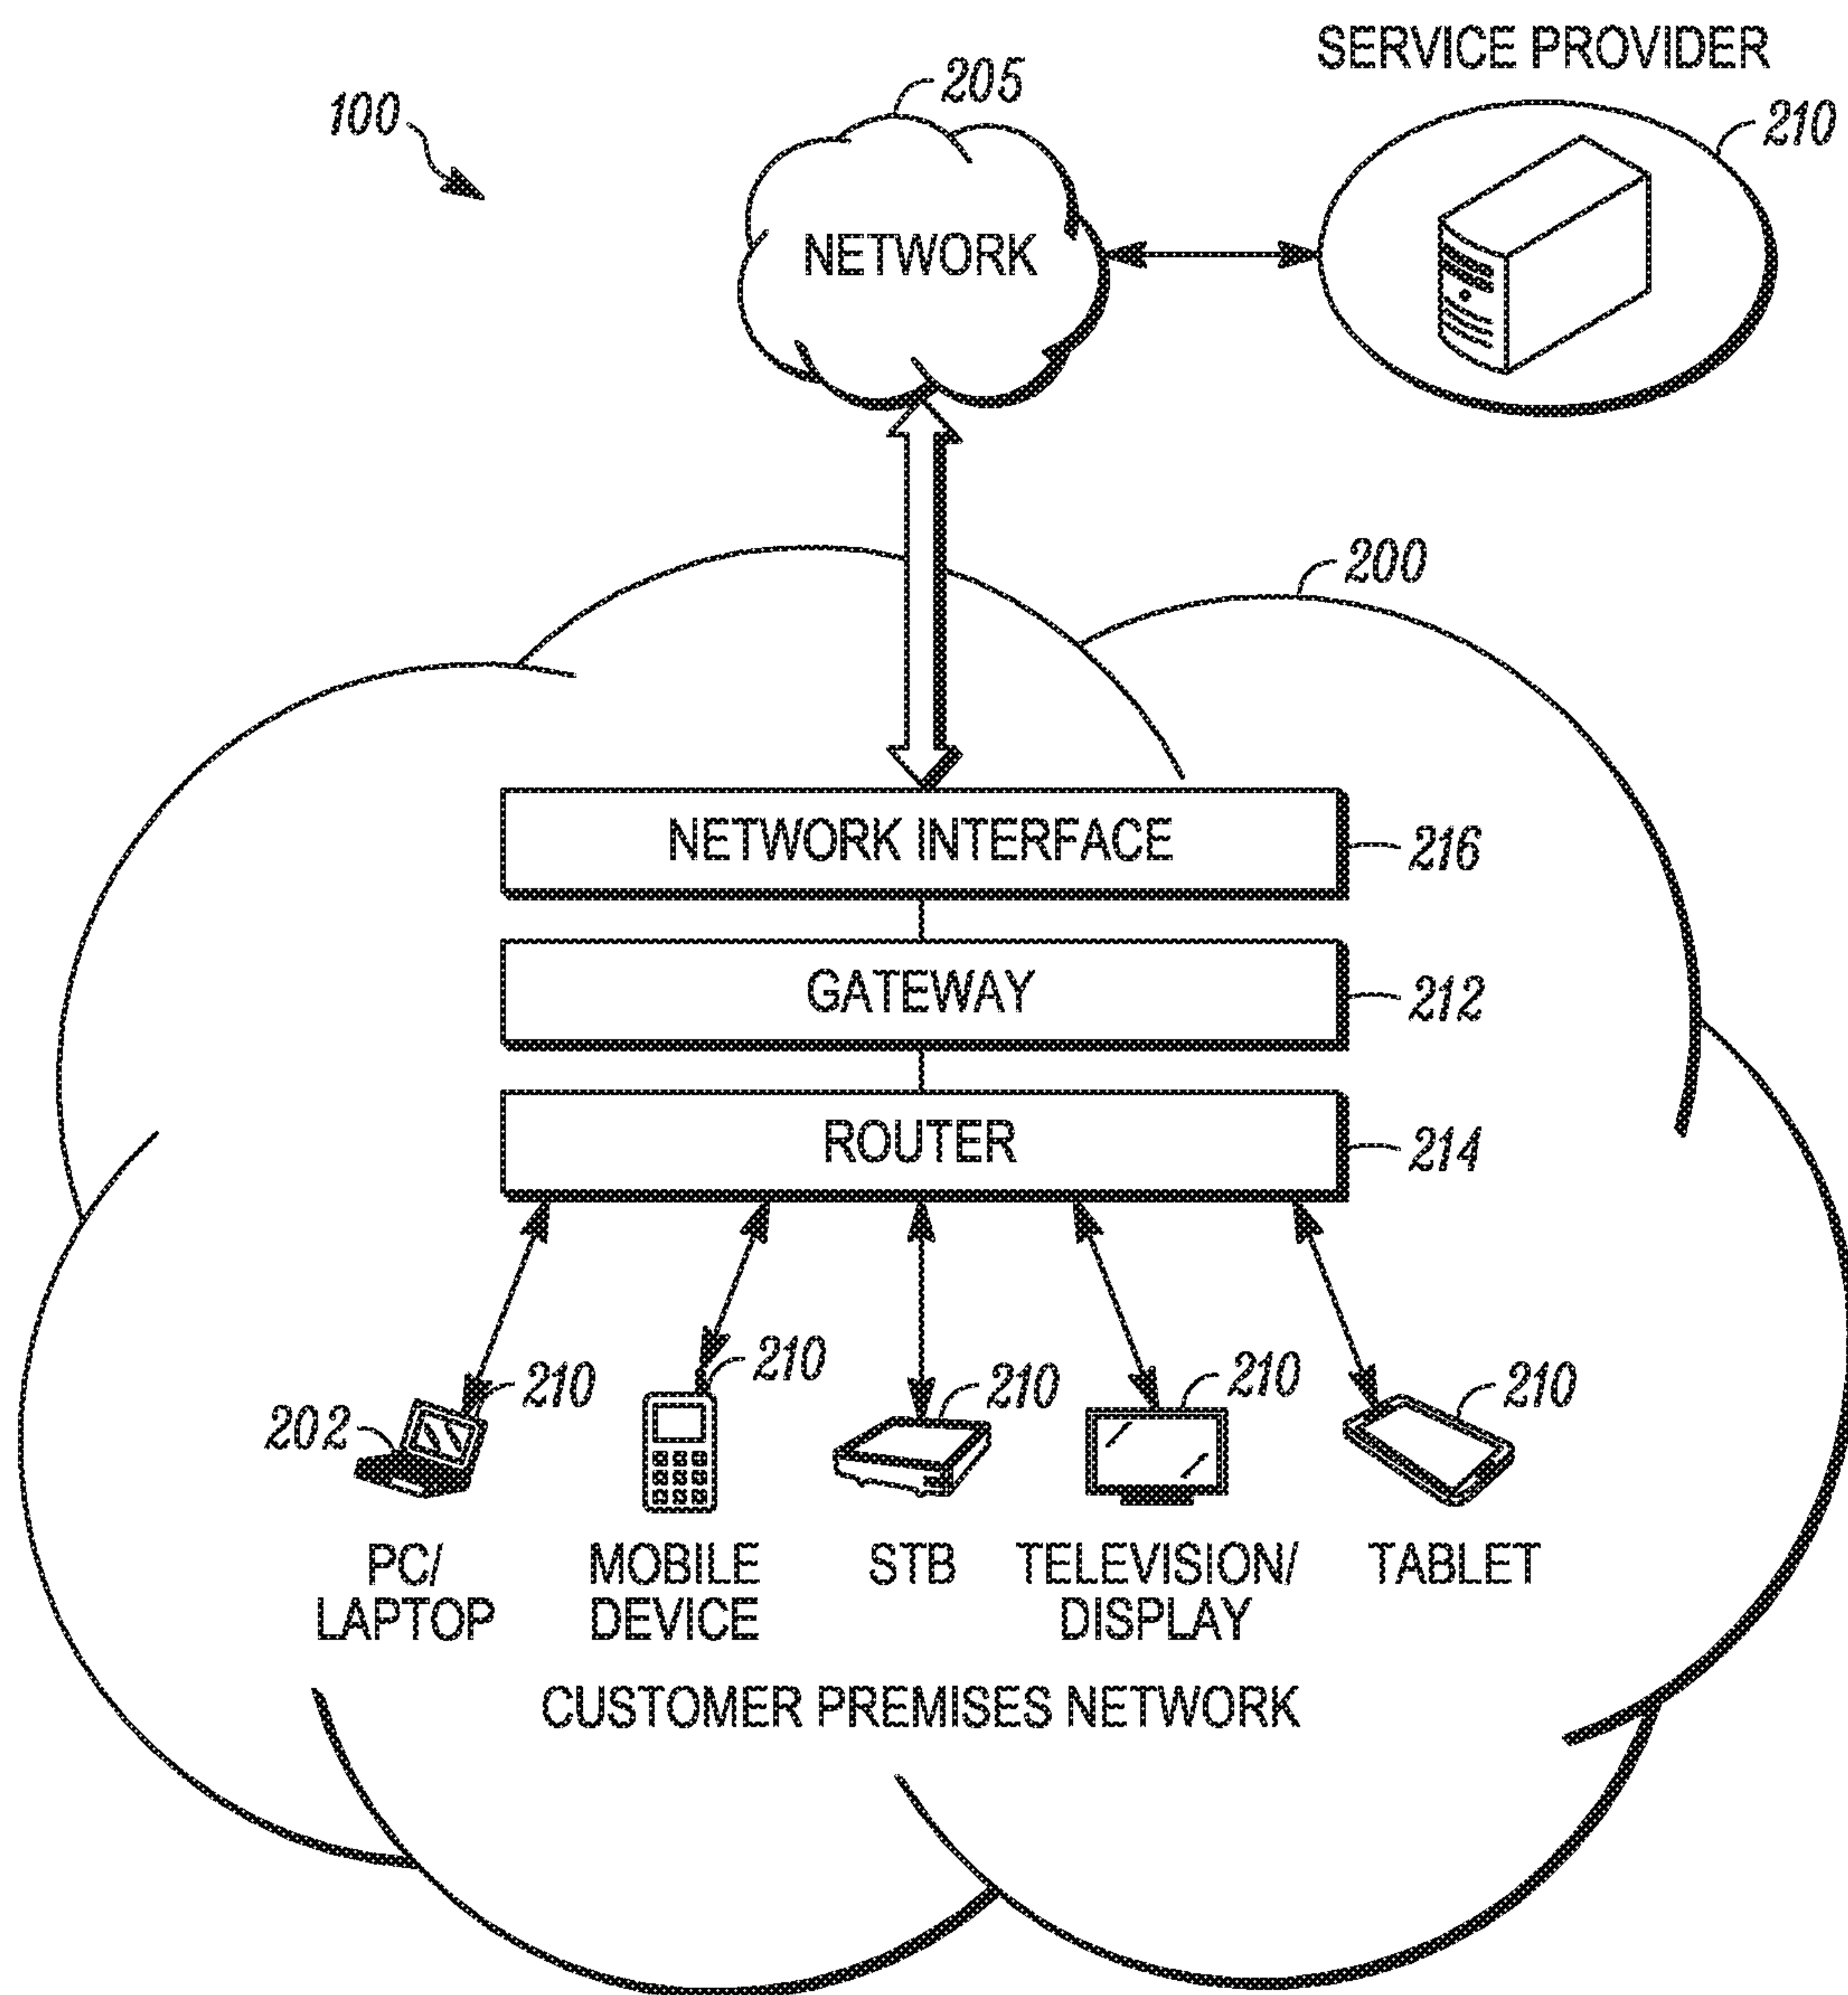 SERVICE PROVIDER
100
205
210
NETWORK
200
NETWORK INTERFACE
216
GATEWAY
212
ROUTER
214
202
210
210
210
210
210
PC/
LAPTOP
MOBILE
DEVICE
STB
TELEVISION/
DISPLAY
TABLET
CUSTOMER PREMISES NETWORK